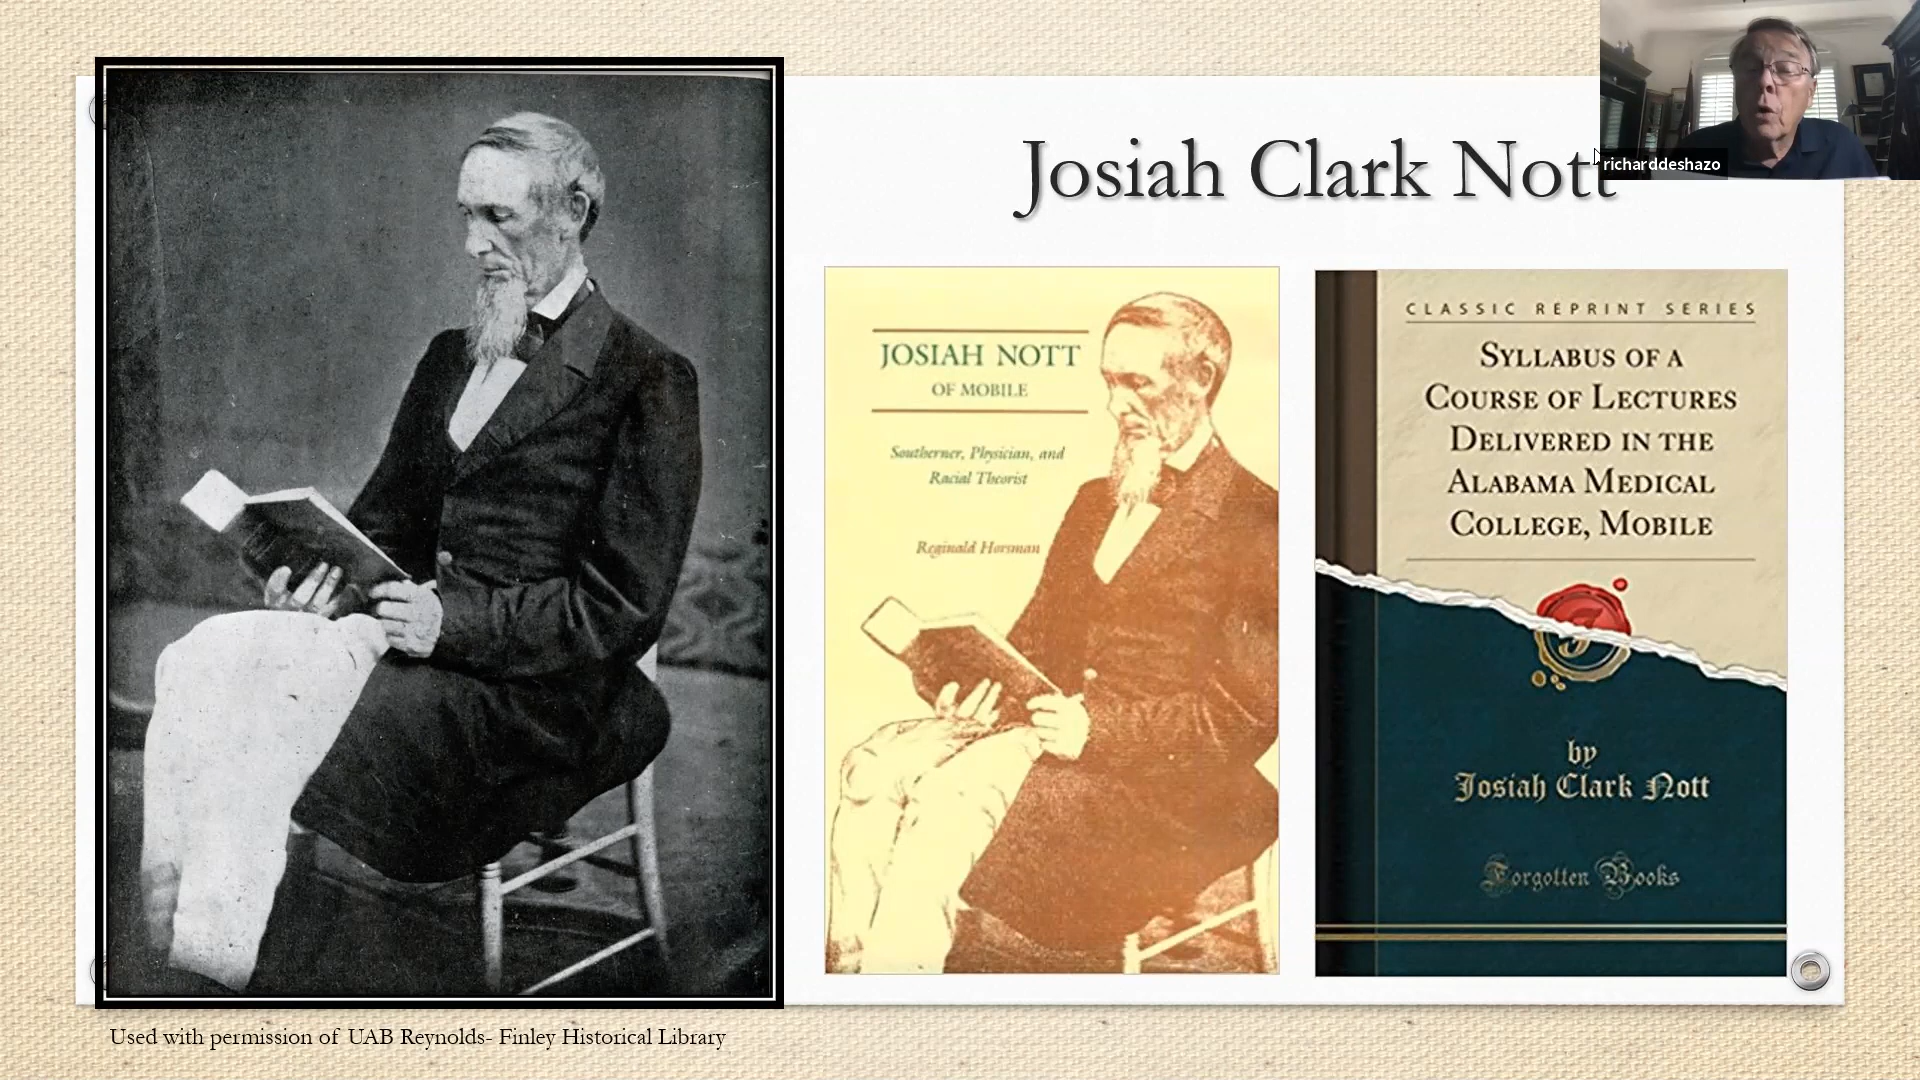 Josiah Clark Nott
richarddeshazo
JOSIAH NOTT
OF MOBILE
Southerner, Physician, and
Racial Theorist
Reginald Horsman
CLASSIC REPRINT SERIES
SYLLABUS OF A
COURSE OF LECTURES
DELIVERED IN THE
ALABAMA MEDICAL
COLLEGE, MOBILE
by
Josiah Clark Nott
Forgotten Books
Used with permission of UAB Reynolds- Finley Historical Library